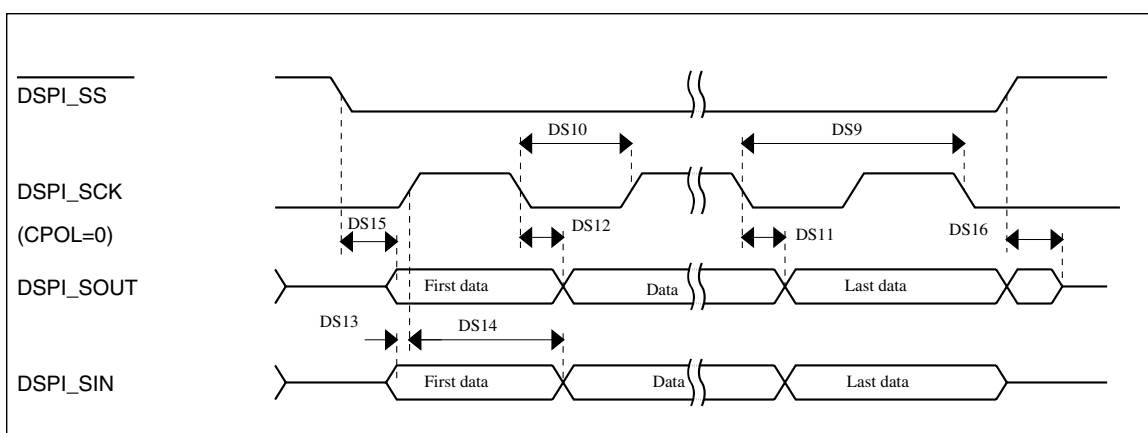 DSPI_SS
DS10
DS9
DSPI_SCK
(CPOL=0)
DS15
DS12
DS11
DS16
DSPI_SOUT
First data
Data
Last data
DS13
DS14
DSPI_SIN
First data
Data
Last data